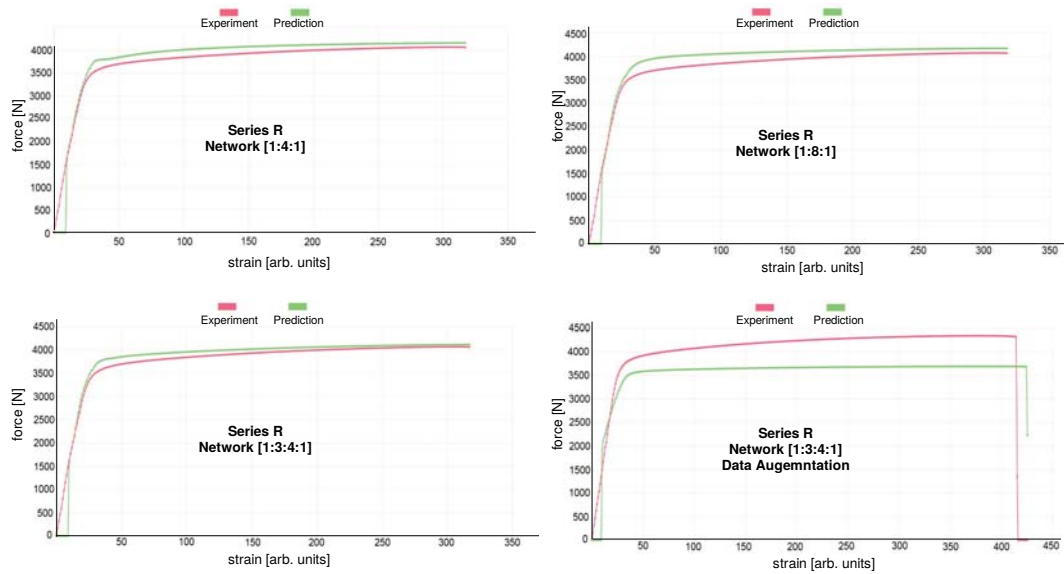 Experiment Prediction
4000
3500
3000
2500
2000
1500
1000
500
0
force [N]
Series R
Network [1:4:1]
50 100 150 200 250 300 350
strain [arb. units]
Experiment Prediction
4500
4000
3500
3000
2500
2000
1500
1000
500
0
force [N]
Series R
Network [1:8:1]
50 100 150 200 250 300 350
strain [arb. units]
Experiment Prediction
4500
4000
3500
3000
2500
2000
1500
1000
500
0
force [N]
Series R
Network [1:3:4:1]
50 100 150 200 250 300 350
strain [arb. units]
Experiment Prediction
4500
4000
3500
3000
2500
2000
1500
1000
500
0
force [N]
Series R
Network [1:3:4:1]
Data Augemntation
50 100 150 200 250 300 350 400 450
strain [arb. units]